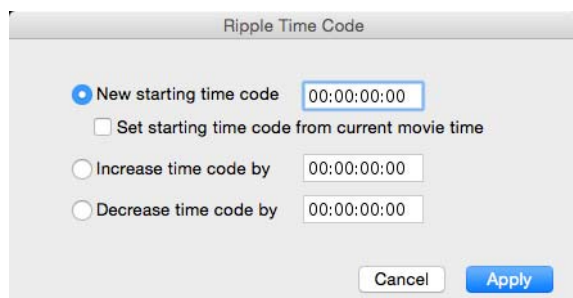 Ripple Time Code
New starting time code 00:00:00:00
Set starting time code from current movie time
Increase time code by 00:00:00:00
Decrease time code by 00:00:00:00
Cancel Apply